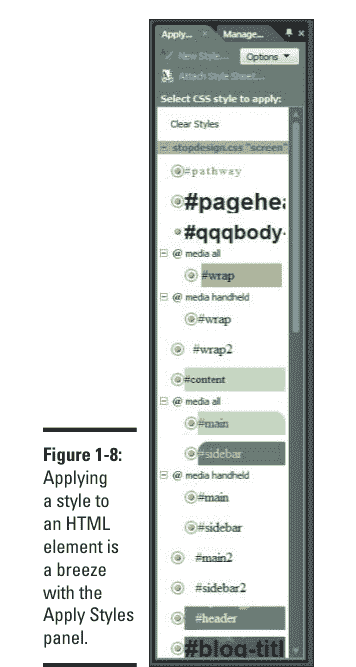 Apply...
Manage...
New Style...
Options
Attach Style Sheet...
Select CSS style to apply:
Clear Styles
stopdesign.css "screen"
#pathway
#pagehea
#qqqbody-
@ media all
#wrap
@ media handheld
#wrap
#wrap2
#content
@ media all
#main
#sidebar
@ media handheld
#main
#sidebar
#main2
#sidebar2
#header
#blog-titl
Figure 1-8:
Applying
a style to
an HTML
element is
a breeze
with the
Apply Styles
panel.